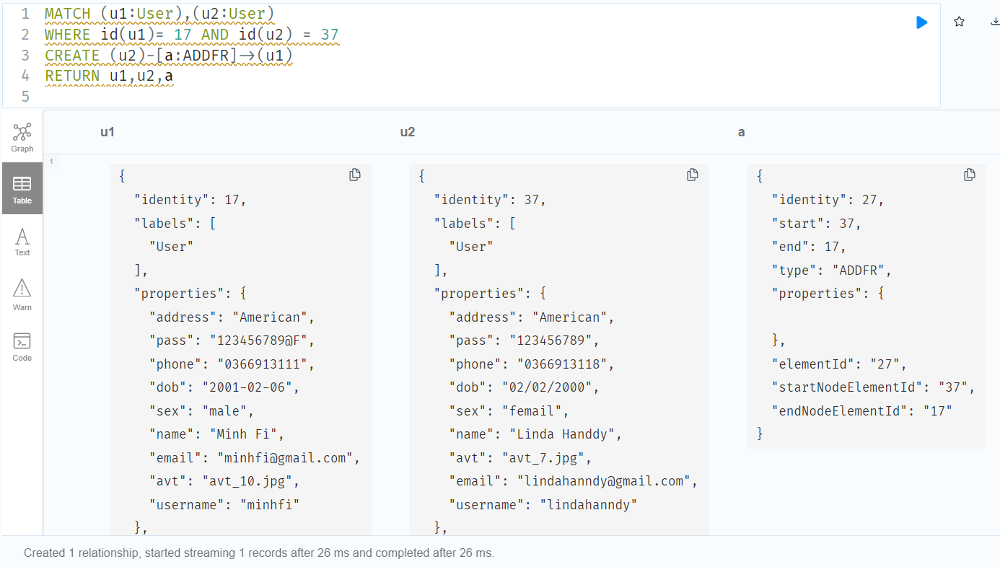 1 MATCH (u1:User),(u2:User)
2 WHERE id(u1)= 17 AND id(u2) = 37
3 CREATE (u2)-[a:ADDFR]->(u1)
4 RETURN u1,u2,a
5
Graph
Table
Text
Warn
Code
u1 u2 a
1
{
"identity": 17,
"labels": [
"User"
],
"properties": {
"address": "American",
"pass": "123456789@F",
"phone": "0366913111",
"dob": "2001-02-06",
"sex": "male",
"name": "Minh Fi",
"email": "minhfi@gmail.com",
"avt": "avt_10.jpg",
"username": "minhfi"
},
{
"identity": 37,
"labels": [
"User"
],
"properties": {
"address": "American",
"pass": "123456789",
"phone": "0366913118",
"dob": "02/02/2000",
"sex": "femail",
"name": "Linda Handdy",
"avt": "avt_7.jpg",
"email": "lindahanndy@gmail.com",
"username": "lindahanndy"
},
{
"identity": 27,
"start": 37,
"end": 17,
"type": "ADDFR",
"properties": {
},
"elementId": "27",
"startNodeElementId": "37",
"endNodeElementId": "17"
}
Created 1 relationship, started streaming 1 records after 26 ms and completed after 26 ms.